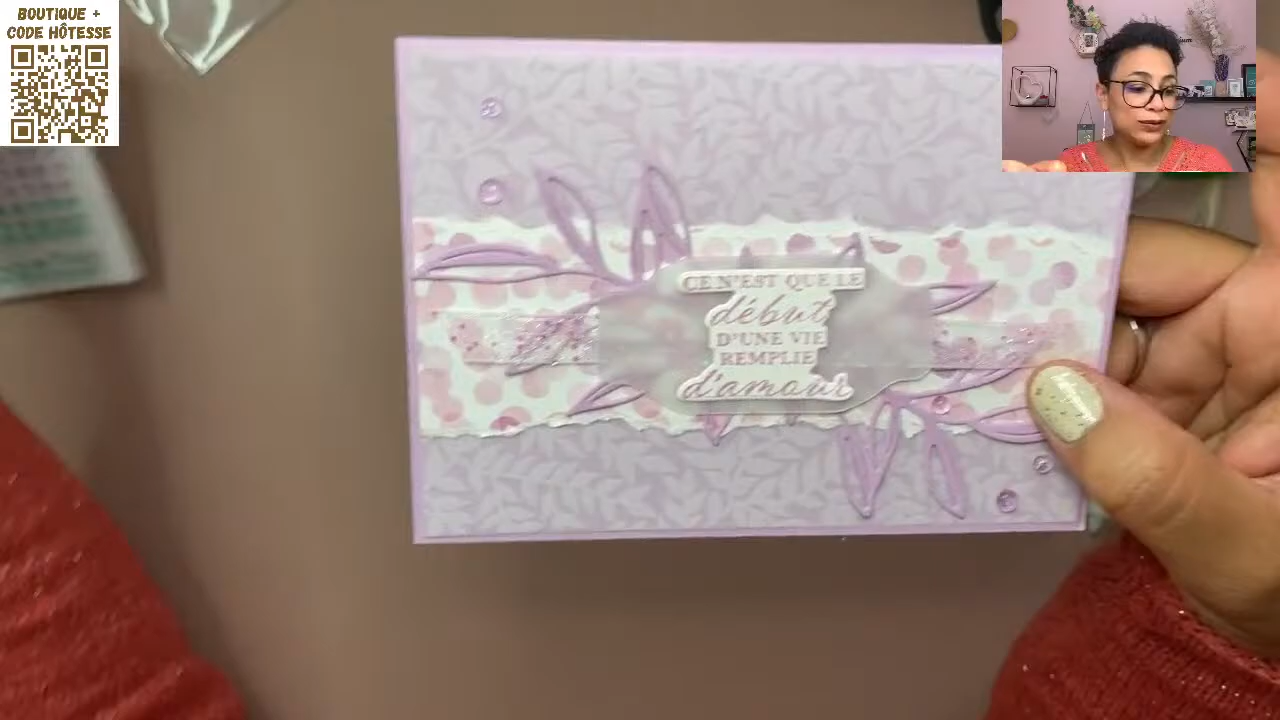 BOUTIQUE +
CODE HÔTESSE
CE N'EST QUE LE
début
D'UNE VIE
REMPLIE
d'amour